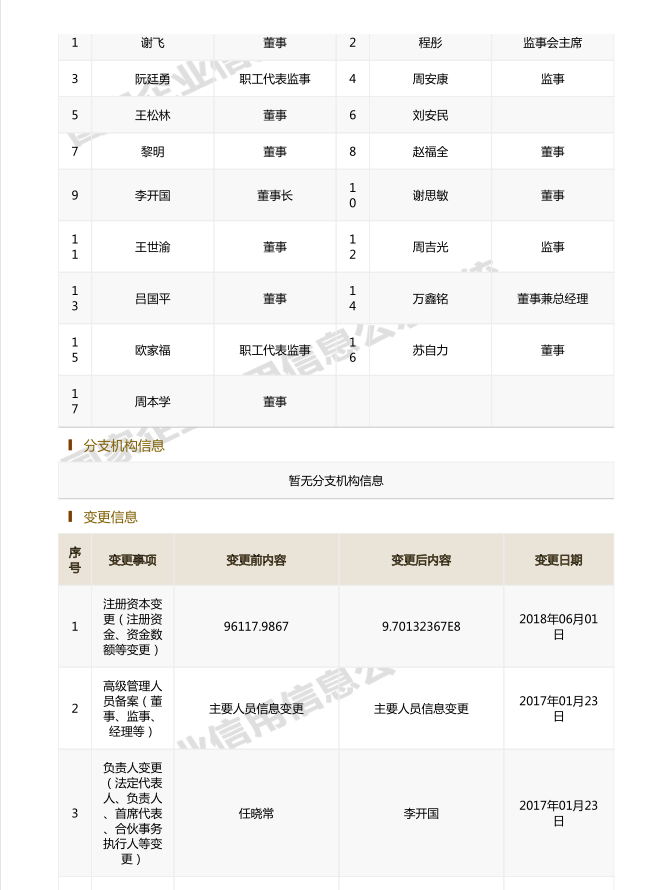 1 谢飞 董事 2 程彤 监事会主席
3 阮廷勇 职工代表监事 4 周安康 监事
5 王松林 董事 6 刘安民
7 黎明 董事 8 赵福全 董事
9 李开国 董事长 10 谢思敏 董事
11 王世渝 董事 12 周吉光 监事
13 吕国平 董事 14 万鑫铭 董事兼总经理
15 欧家福 职工代表监事 16 苏自力 董事
17 周本学 董事
分支机构信息
暂无分支机构信息
变更信息
序号 变更事项 变更前内容 变更后内容 变更日期
1 注册资本变更（注册资金、资金数额等变更） 96117.9867 9.70132367E8 2018年06月01日
2 高级管理人员备案（董事、监事、经理等） 主要人员信息变更 主要人员信息变更 2017年01月23日
3 负责人变更（法定代表人、负责人、首席代表、合伙事务执行人等变更） 任晓常 李开国 2017年01月23日